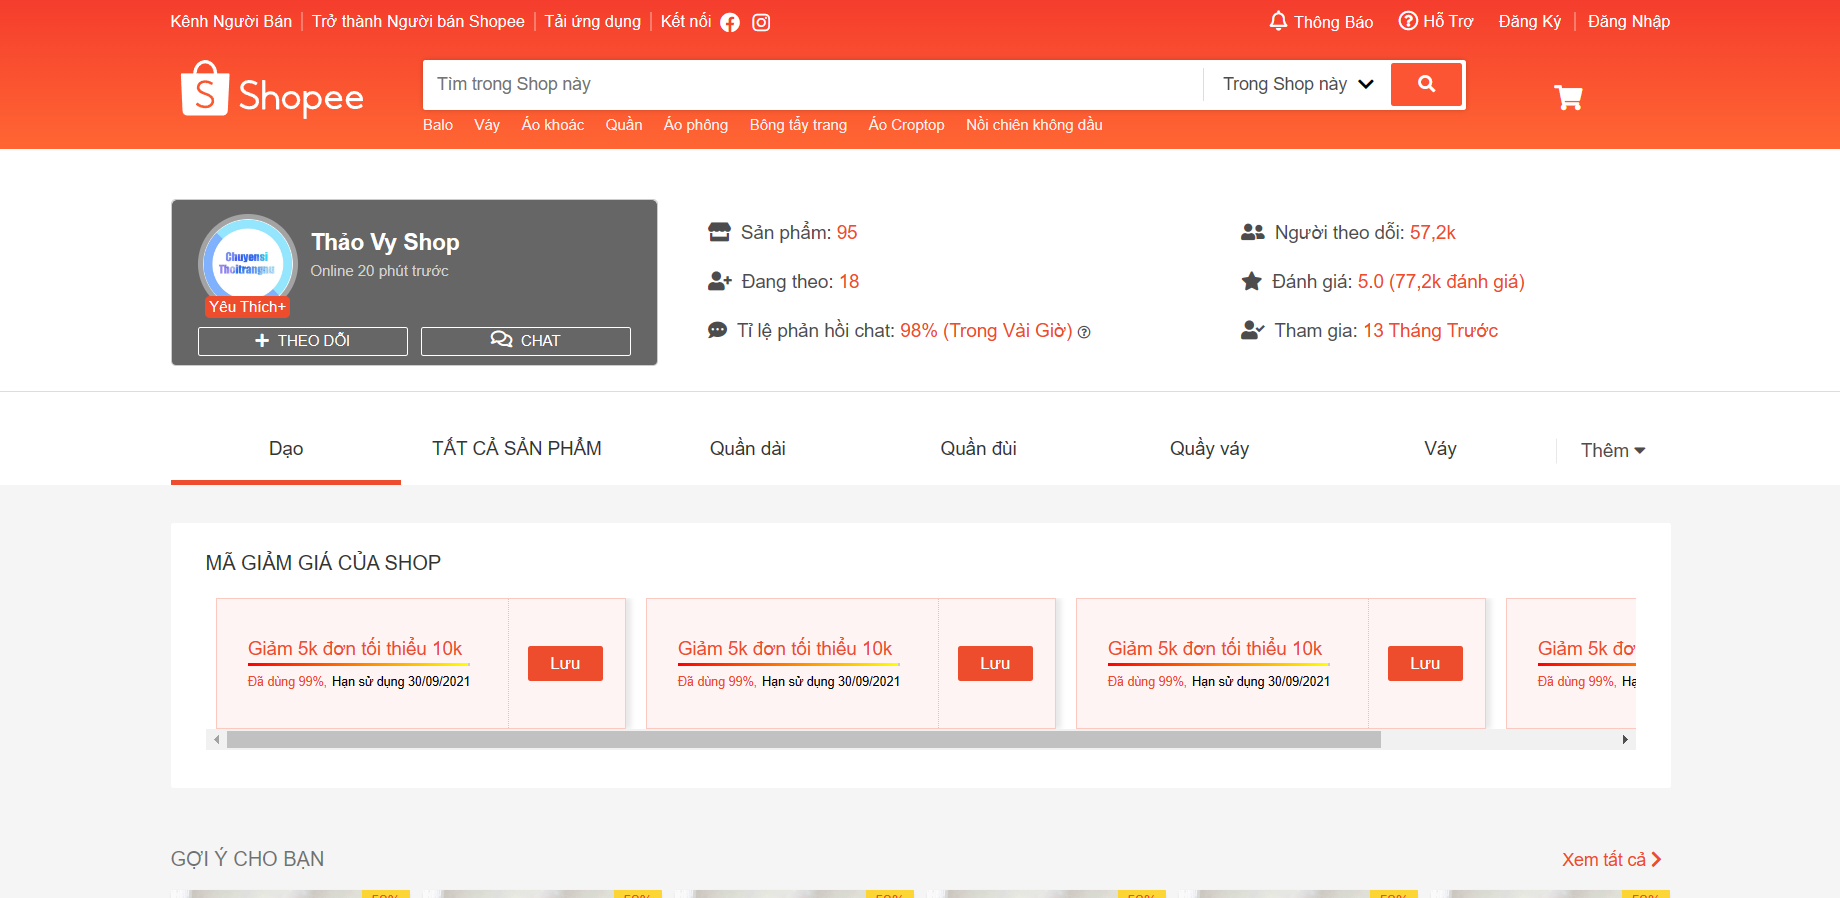 Kênh Người Bán Trở thành Người bán Shopee Tải ứng dụng Kết nối Thông Báo Hỗ Trợ Đăng Ký Đăng Nhập
Shopee
Tìm trong Shop này Trong Shop này
Balo Váy Áo khoác Quần Áo phông Bông tẩy trang Áo Croptop Nồi chiên không dầu
Chuyensi
Thoitrangnu
Yêu Thích+
Thảo Vy Shop
Online 20 phút trước
THEO DÕI CHAT
Sản phẩm: 95
Người theo dỗi: 57,2k
Đang theo: 18
Đánh giá: 5.0 (77,2k đánh giá)
Tỉ lệ phản hồi chat: 98% (Trong Vài Giờ)
Tham gia: 13 Tháng Trước
Dạo TẤT CẢ SẢN PHẨM Quần dài Quần đùi Quầy váy Váy Thêm
MÃ GIẢM GIÁ CỦA SHOP
Giảm 5k đơn tối thiểu 10k
Đã dùng 99%, Hạn sử dụng 30/09/2021
Lưu
Giảm 5k đơn tối thiểu 10k
Đã dùng 99%, Hạn sử dụng 30/09/2021
Lưu
Giảm 5k đơn tối thiểu 10k
Đã dùng 99%, Hạn sử dụng 30/09/2021
Lưu
Giảm 5k đơ
Đã dùng 99%, Hạ
GỢI Ý CHO BẠN Xem tất cả